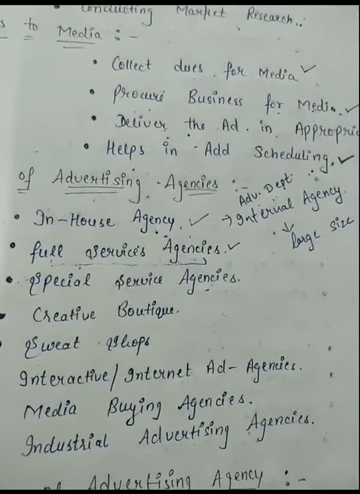 Conducting Market Research.
s to Media : -
• Collect dues for Media ✓
• Procure Business for Media. ✓
• Deliver the Ad. in Appropri
• Helps in Add Scheduling. ✓
of Advertising Agencies :-
Adv. Dept.
• In-House Agency. ✓ → Internal Agency.
↓ large size
• full services Agencies. ✓
• Special Service Agencies.
• Creative Boutique.
• Sweat Shops
Interactive/Internet Ad-Agencies.
Media Buying Agencies.
Industrial Advertising Agencies.
of Advertising Agency :-